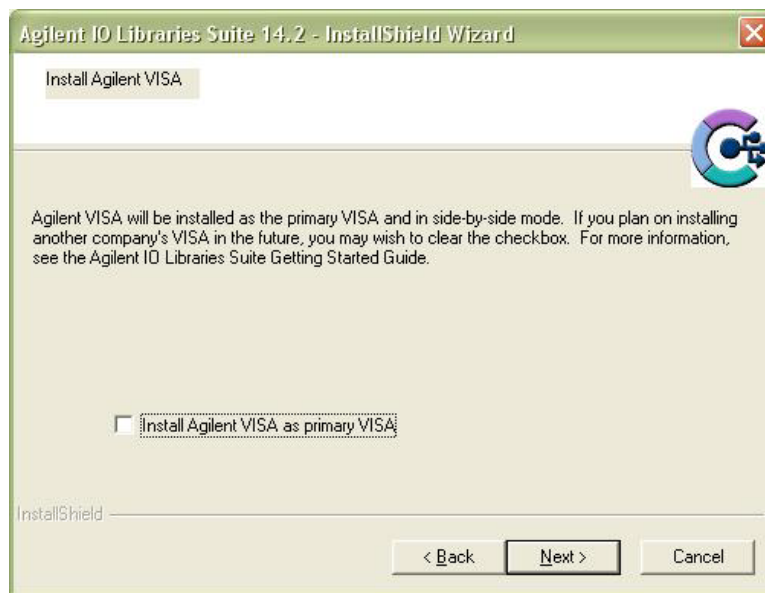 Agilent IO Libraries Suite 14.2 - InstallShield Wizard
Install Agilent VISA
Agilent VISA will be installed as the primary VISA and in side-by-side mode. If you plan on installing
another company's VISA in the future, you may wish to clear the checkbox. For more information,
see the Agilent IO Libraries Suite Getting Started Guide.
Install Agilent VISA as primary VISA
InstallShield
< Back Next > Cancel